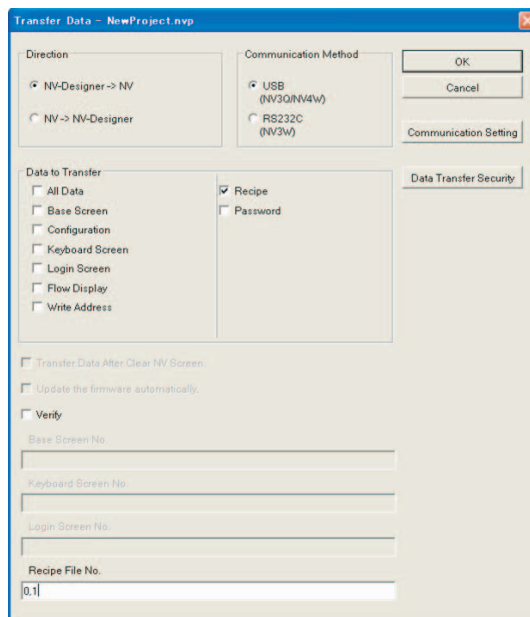 Transfer Data - NewProject.nvp
Direction
NV-Designer -> NV
NV -> NV-Designer
Communication Method
USB
(NV3Q/NV4W)
RS232C
(NV3W)
OK
Cancel
Communication Setting
Data Transfer Security
Data to Transfer
All Data
Base Screen
Configuration
Keyboard Screen
Login Screen
Flow Display
Write Address
Recipe
Password
Transfer Data After Clear NV Screen
Update the firmware automatically.
Verify
Base Screen No.
Keyboard Screen No.
Login Screen No.
Recipe File No.
0,1